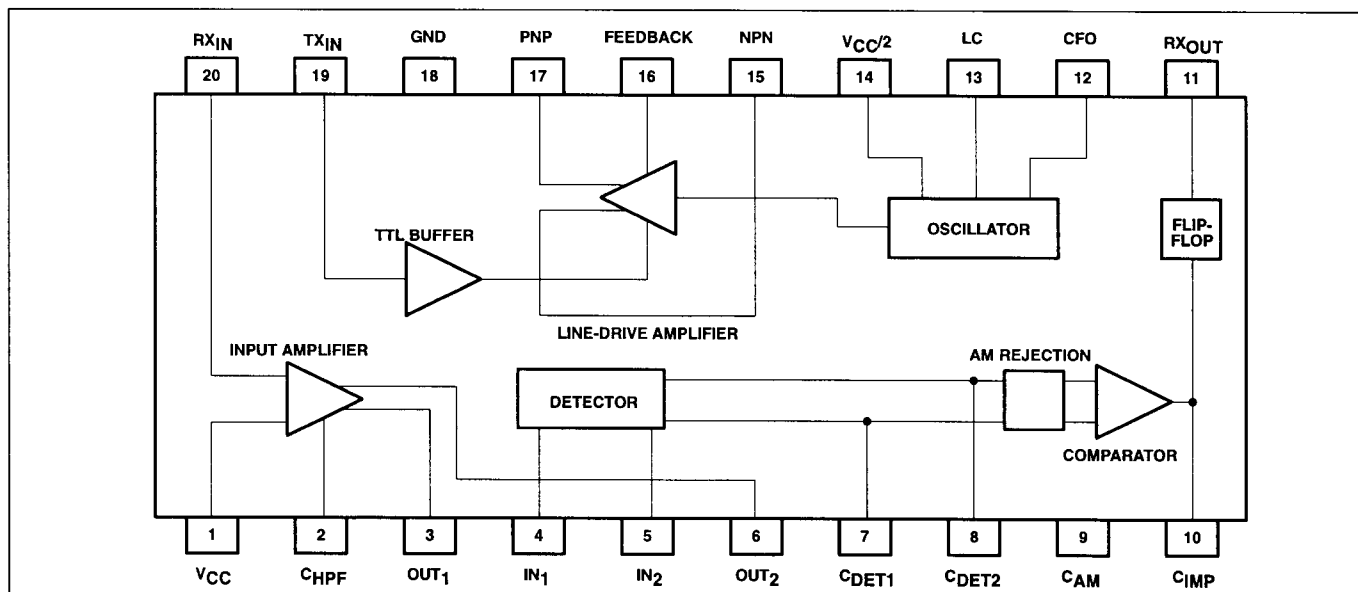 RXIN TXIN GND PNP FEEDBACK NPN VCC/2 LC CFO RXOUT
20 19 18 17 16 15 14 13 12 11
OSCILLATOR
FLIP-
FLOP
TTL BUFFER
LINE-DRIVE AMPLIFIER
INPUT AMPLIFIER
AM REJECTION
DETECTOR
COMPARATOR
1 2 3 4 5 6 7 8 9 10
VCC CHPF OUT1 IN1 IN2 OUT2 CDET1 CDET2 CAM CIMP